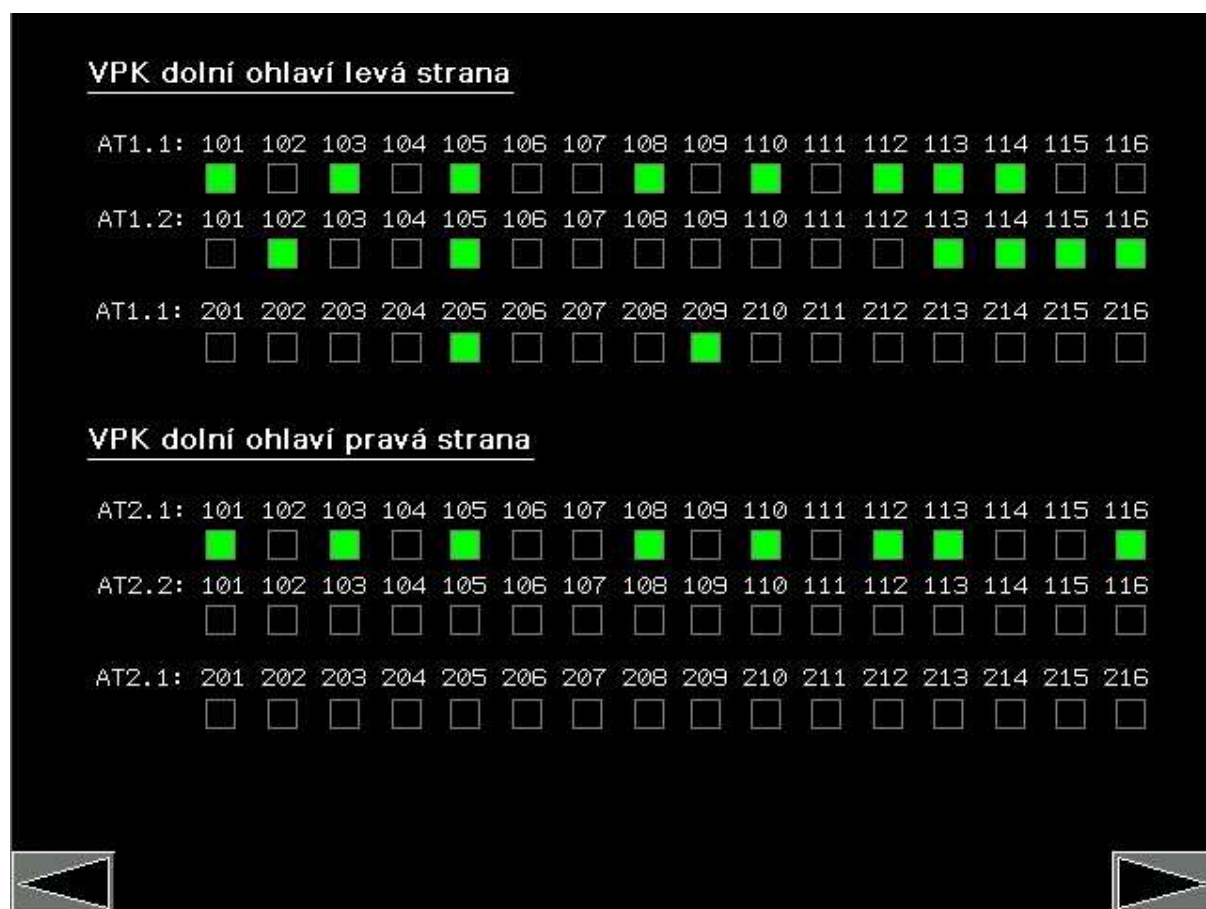 VPK dolní ohlaví levá strana
AT1.1: 101 102 103 104 105 106 107 108 109 110 111 112 113 114 115 116
AT1.2: 101 102 103 104 105 106 107 108 109 110 111 112 113 114 115 116
AT1.1: 201 202 203 204 205 206 207 208 209 210 211 212 213 214 215 216
VPK dolní ohlaví pravá strana
AT2.1: 101 102 103 104 105 106 107 108 109 110 111 112 113 114 115 116
AT2.2: 101 102 103 104 105 106 107 108 109 110 111 112 113 114 115 116
AT2.1: 201 202 203 204 205 206 207 208 209 210 211 212 213 214 215 216